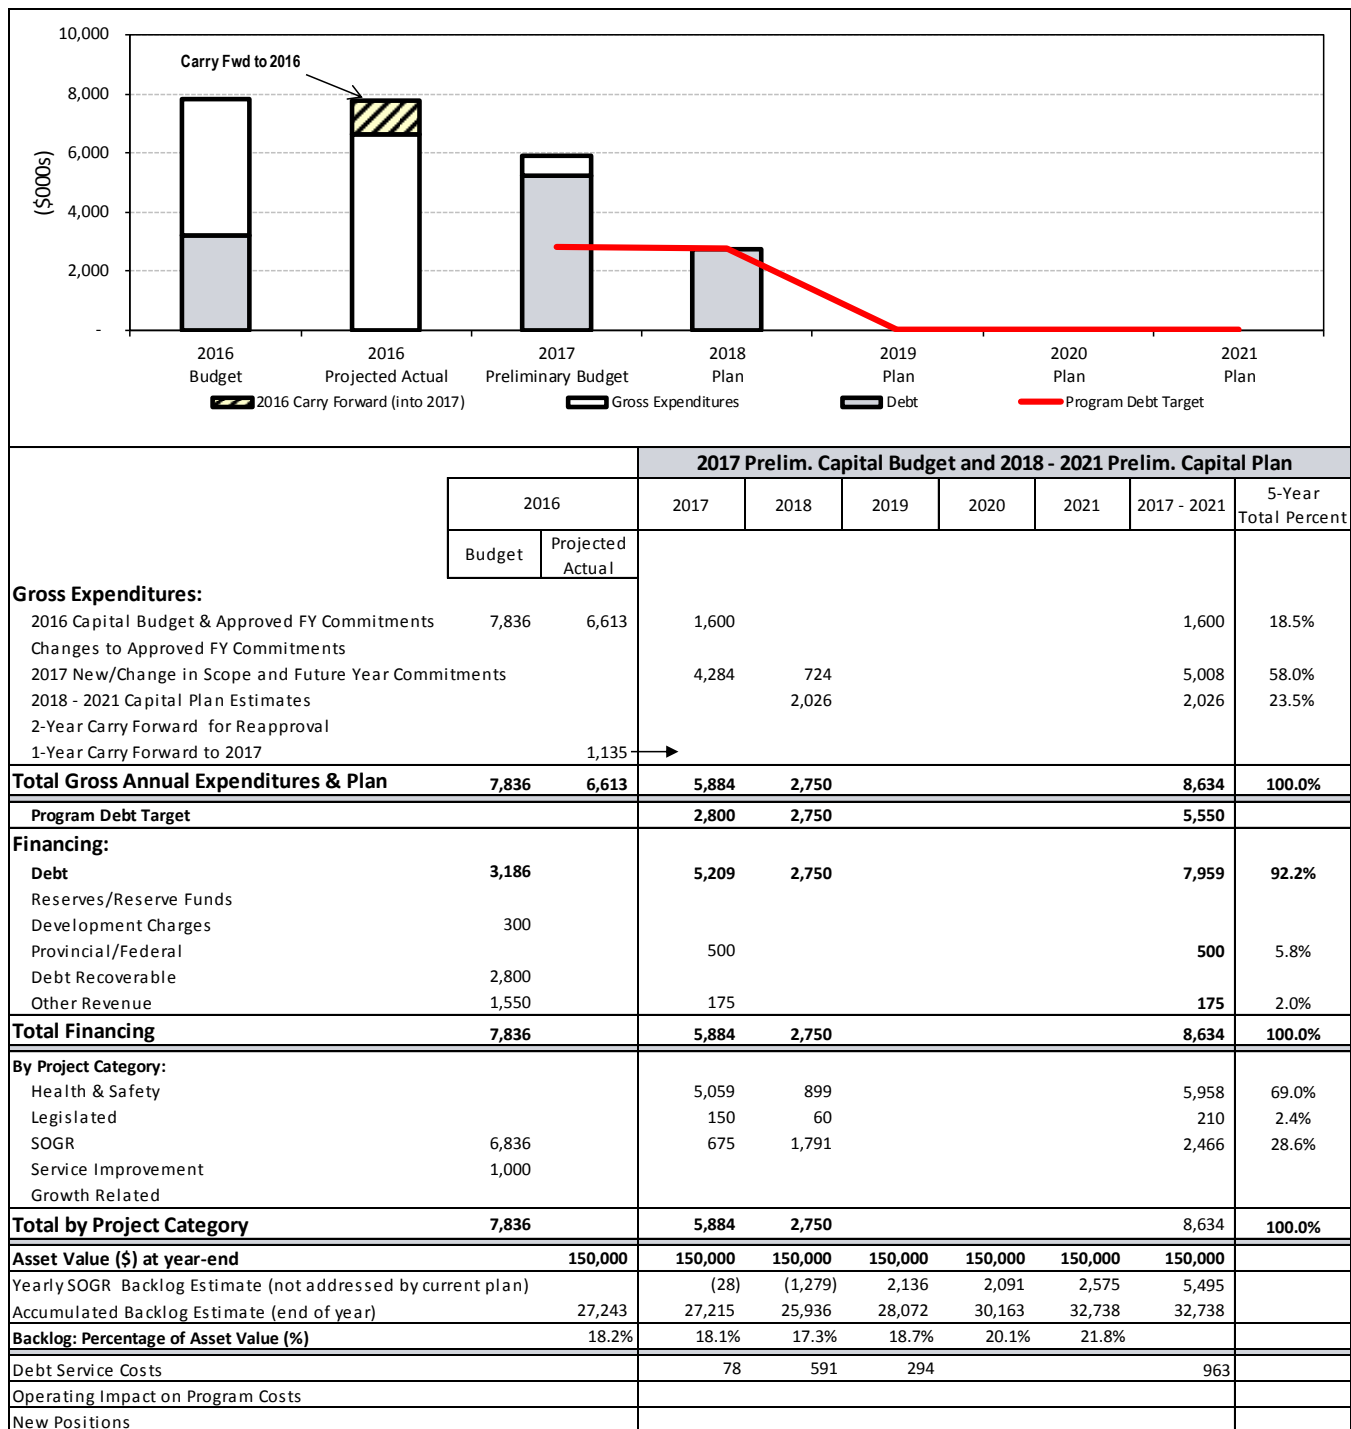 10,000
8,000
6,000
4,000
2,000
-
($000s)
Carry Fwd to 2016
2016 2016 2017 2018 2019 2020 2021
Budget Projected Actual Preliminary Budget Plan Plan Plan Plan
2016 Carry Forward (into 2017) Gross Expenditures Debt Program Debt Target
2017 Prelim. Capital Budget and 2018 - 2021 Prelim. Capital Plan
2016 2017 2018 2019 2020 2021 2017 - 2021 5-Year Total Percent
Budget Projected Actual
Gross Expenditures:
2016 Capital Budget & Approved FY Commitments 7,836 6,613 1,600 1,600 18.5%
Changes to Approved FY Commitments
2017 New/Change in Scope and Future Year Commitments 4,284 724 5,008 58.0%
2018 - 2021 Capital Plan Estimates 2,026 2,026 23.5%
2-Year Carry Forward for Reapproval
1-Year Carry Forward to 2017 1,135
Total Gross Annual Expenditures & Plan 7,836 6,613 5,884 2,750 8,634 100.0%
Program Debt Target 2,800 2,750 5,550
Financing:
Debt 3,186 5,209 2,750 7,959 92.2%
Reserves/Reserve Funds
Development Charges 300
Provincial/Federal 500 500 5.8%
Debt Recoverable 2,800
Other Revenue 1,550 175 175 2.0%
Total Financing 7,836 5,884 2,750 8,634 100.0%
By Project Category:
Health & Safety 5,059 899 5,958 69.0%
Legislated 150 60 210 2.4%
SOGR 6,836 675 1,791 2,466 28.6%
Service Improvement 1,000
Growth Related
Total by Project Category 7,836 5,884 2,750 8,634 100.0%
Asset Value ($) at year-end 150,000 150,000 150,000 150,000 150,000 150,000 150,000
Yearly SOGR Backlog Estimate (not addressed by current plan) (28) (1,279) 2,136 2,091 2,575 5,495
Accumulated Backlog Estimate (end of year) 27,243 27,215 25,936 28,072 30,163 32,738 32,738
Backlog: Percentage of Asset Value (%) 18.2% 18.1% 17.3% 18.7% 20.1% 21.8%
Debt Service Costs 78 591 294 963
Operating Impact on Program Costs
New Positions